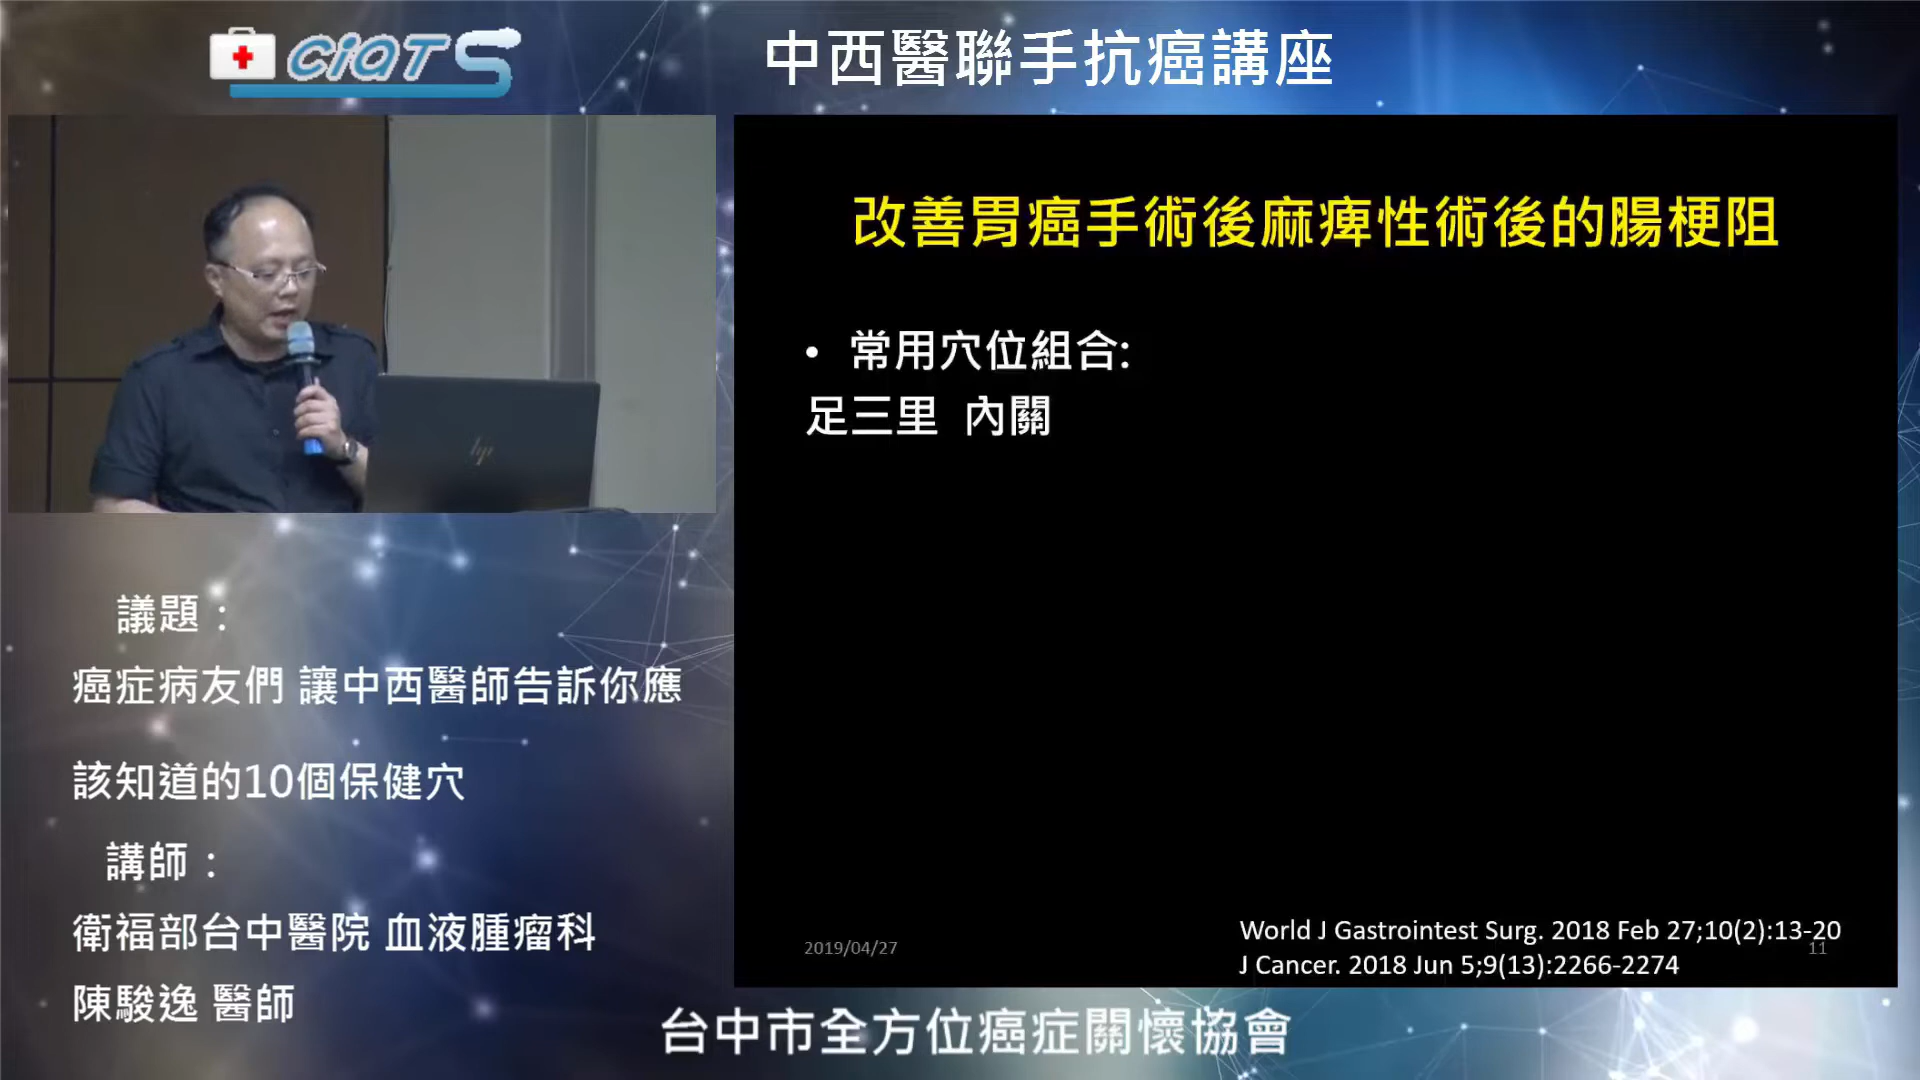 CiQTS
中西醫聯手抗癌講座
改善胃癌手術後麻痺性術後的腸梗阻
• 常用穴位組合:
足三里 內關
hp
議題：
癌症病友們 讓中西醫師告訴你應
該知道的10個保健穴
講師：
衛福部台中醫院 血液腫瘤科
陳駿逸 醫師
2019/04/27
World J Gastrointest Surg. 2018 Feb 27;10(2):13-20
11
J Cancer. 2018 Jun 5;9(13):2266-2274
台中市全方位癌症關懷協會